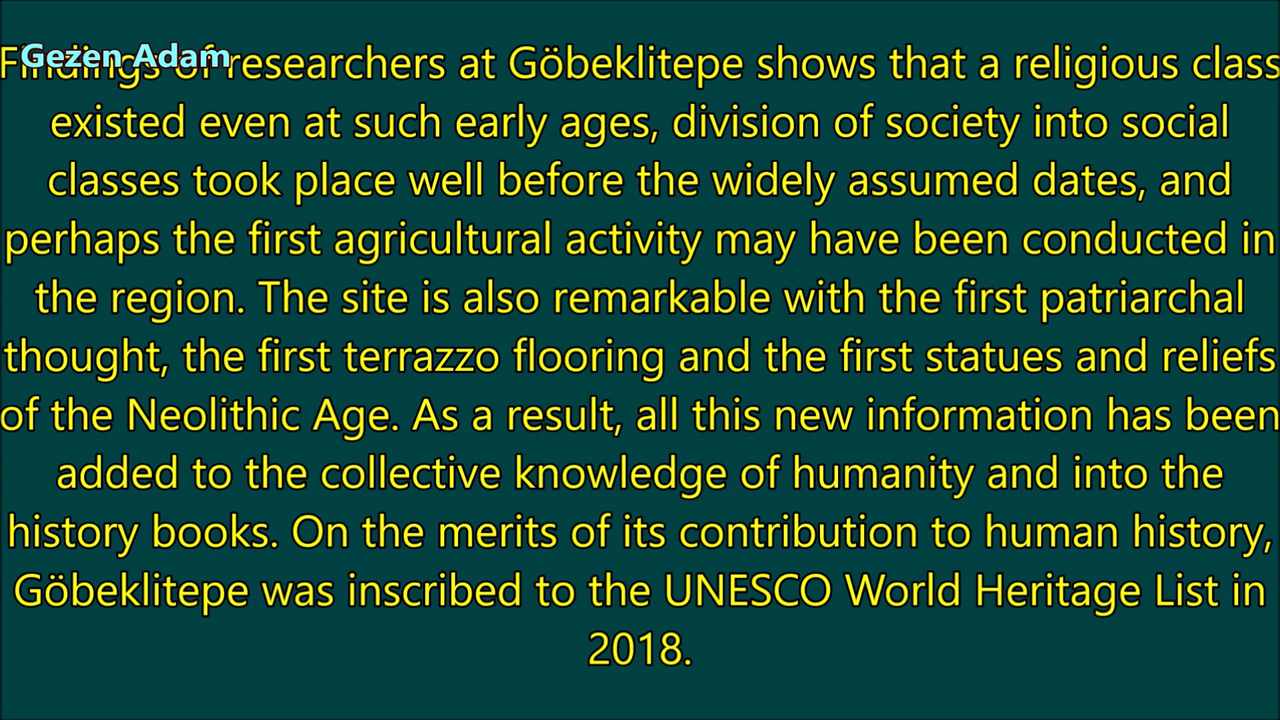 Gezen Adam
Findings of researchers at Göbeklitepe shows that a religious class
existed even at such early ages, division of society into social
classes took place well before the widely assumed dates, and
perhaps the first agricultural activity may have been conducted in
the region. The site is also remarkable with the first patriarchal
thought, the first terrazzo flooring and the first statues and reliefs
of the Neolithic Age. As a result, all this new information has been
added to the collective knowledge of humanity and into the
history books. On the merits of its contribution to human history,
Göbeklitepe was inscribed to the UNESCO World Heritage List in
2018.